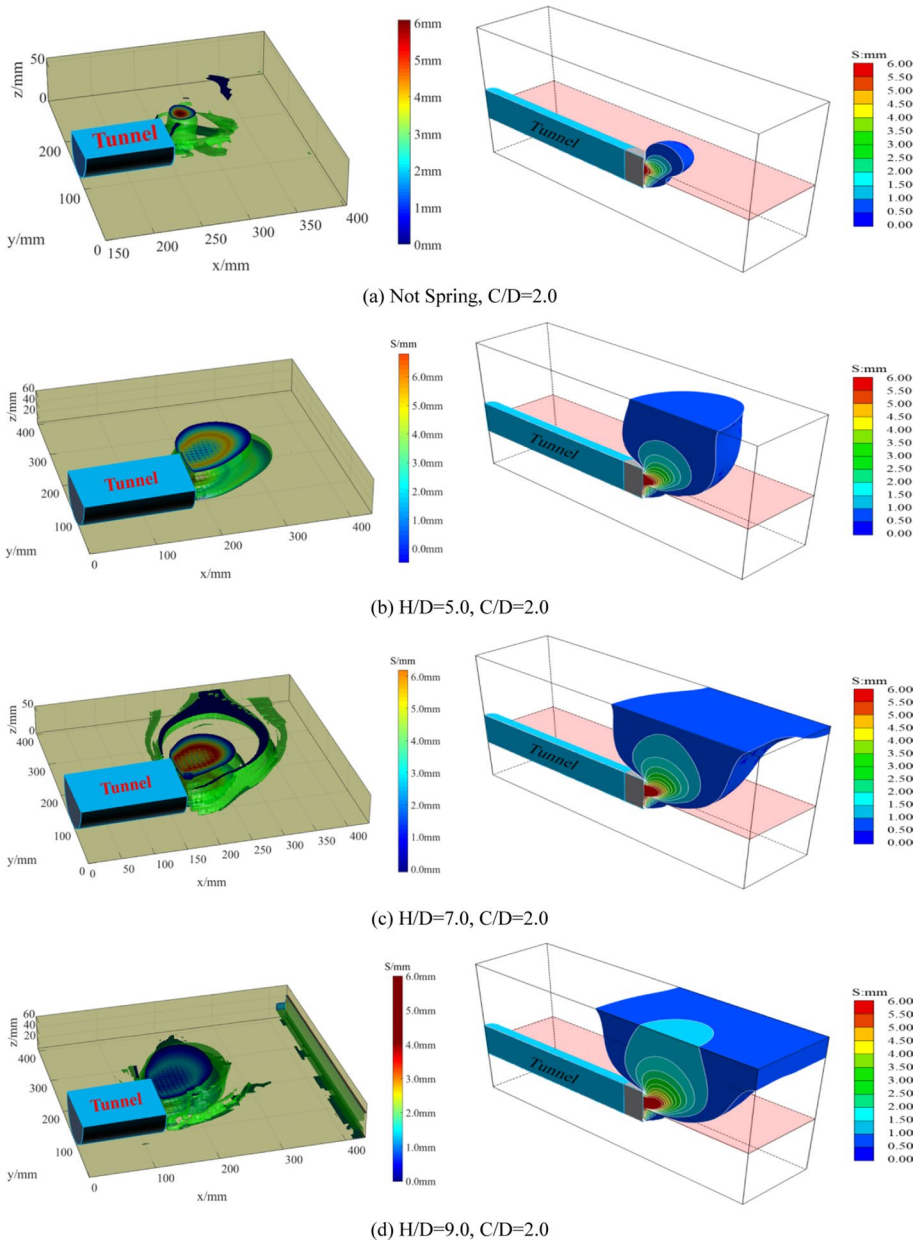 6mm
5mm
4mm
3mm
2mm
1mm
0mm
z/mm
50
0
200
100
0
y/mm
150
200
250
300
350
400
x/mm
Tunnel
Tunnel
S:mm
6.00
5.50
5.00
4.50
4.00
3.50
3.00
2.50
2.00
1.50
1.00
0.50
0.00
(a) Not Spring, C/D=2.0
S/mm
6.0mm
5.0mm
4.0mm
3.0mm
2.0mm
1.0mm
0.0mm
z/mm
60
40
20
400
300
200
100
y/mm
0
100
200
300
400
x/mm
Tunnel
Tunnel
S:mm
6.00
5.50
5.00
4.50
4.00
3.50
3.00
2.50
2.00
1.50
1.00
0.50
0.00
(b) H/D=5.0, C/D=2.0
S/mm
6.0mm
5.0mm
4.0mm
3.0mm
2.0mm
1.0mm
0.0mm
z/mm
50
0
400
300
200
100
0
y/mm
0
50
100
150
200
250
300
350
400
x/mm
Tunnel
Tunnel
S:mm
6.00
5.50
5.00
4.50
4.00
3.50
3.00
2.50
2.00
1.50
1.00
0.50
0.00
(c) H/D=7.0, C/D=2.0
S/mm
6.0mm
5.0mm
4.0mm
3.0mm
2.0mm
1.0mm
0.0mm
z/mm
60
40
20
400
300
200
100
y/mm
0
100
200
300
400
x/mm
Tunnel
Tunnel
S:mm
6.00
5.50
5.00
4.50
4.00
3.50
3.00
2.50
2.00
1.50
1.00
0.50
0.00
(d) H/D=9.0, C/D=2.0